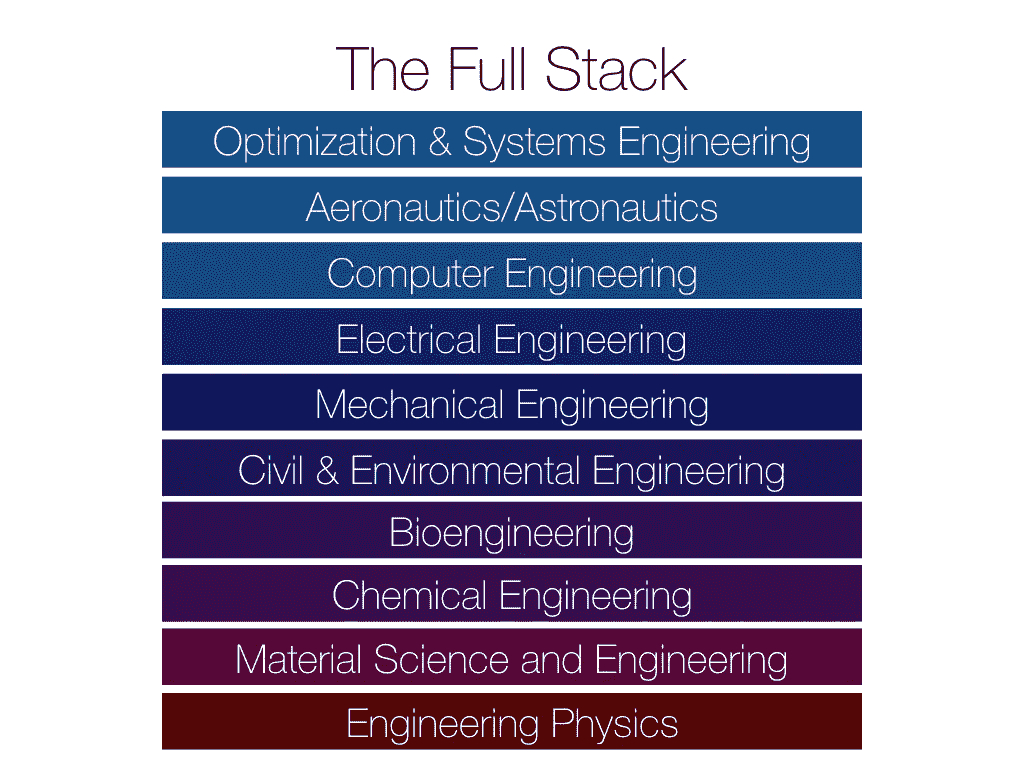 The Full Stack
Optimization & Systems Engineering
Aeronautics/Astronautics
Computer Engineering
Electrical Engineering
Mechanical Engineering
Civil & Environmental Engineering
Bioengineering
Chemical Engineering
Material Science and Engineering
Engineering Physics